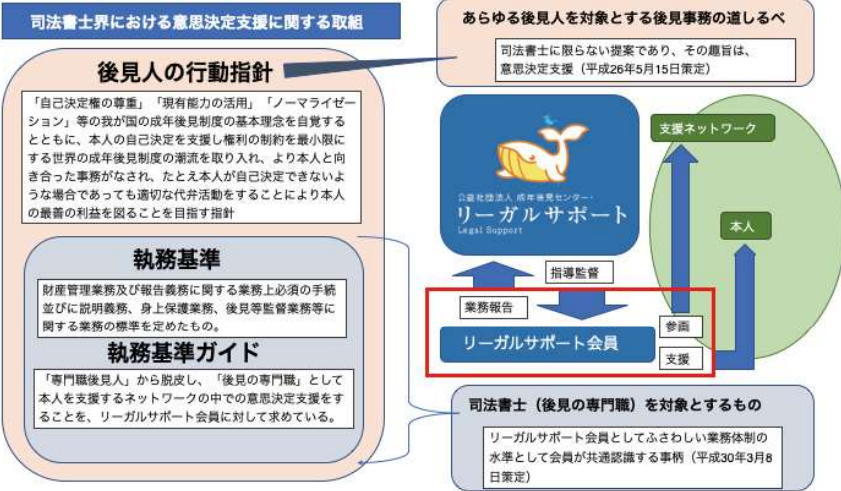 司法書士界における意思決定支援に関する取組
後見人の行動指針
「自己決定権の尊重」「現有能力の活用」「ノーマライゼー
ション」等の我が国の成年後見制度の基本理念を自覚する
とともに、本人の自己決定を支援し権利の制約を最小限に
する世界の成年後見制度の潮流を取り入れ、より本人と向
き合った事務がなされ、たとえ本人が自己決定できないよ
うな場合であっても適切な代弁活動をすることにより本人
の最善の利益を図ることを目指す指針
執務基準
財産管理業務及び報告義務に関する業務上必須の手続
並びに説明義務、身上保護業務、後見等監督業務等に
関する業務の標準を定めたもの。
執務基準ガイド
「専門職後見人」から脱皮し、「後見の専門職」として
本人を支援するネットワークの中での意思決定支援をす
ることを、リーガルサポート会員に対して求めている。
あらゆる後見人を対象とする後見事務の道しるべ
司法書士に限らない提案であり、その趣旨は、
意思決定支援（平成26年5月15日策定）
公益社団法人 成年後見センター・
リーガルサポート
Legal Support
支援ネットワーク
本人
指導監督
業務報告
リーガルサポート会員
参画
支援
司法書士（後見の専門職）を対象とするもの
リーガルサポート会員としてふさわしい業務体制の
水準として会員が共通認識する事柄（平成30年3月8
日策定）